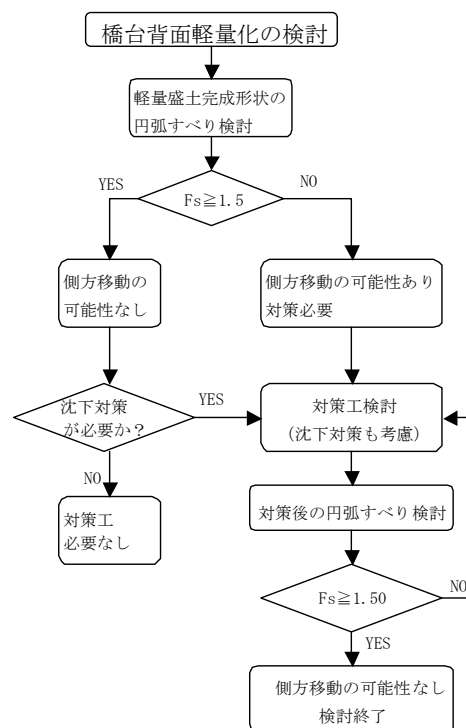 橋台背面軽量化の検討
軽量盛土完成形状の
円弧すべり検討
YES
NO
Fs≧1.5
側方移動の
可能性なし
側方移動の可能性あり
対策必要
沈下対策
が必要か？
YES
対策工検討
(沈下対策も考慮)
NO
対策工
必要なし
対策後の円弧すべり検討
Fs≧1.50
NO
YES
側方移動の可能性なし
検討終了